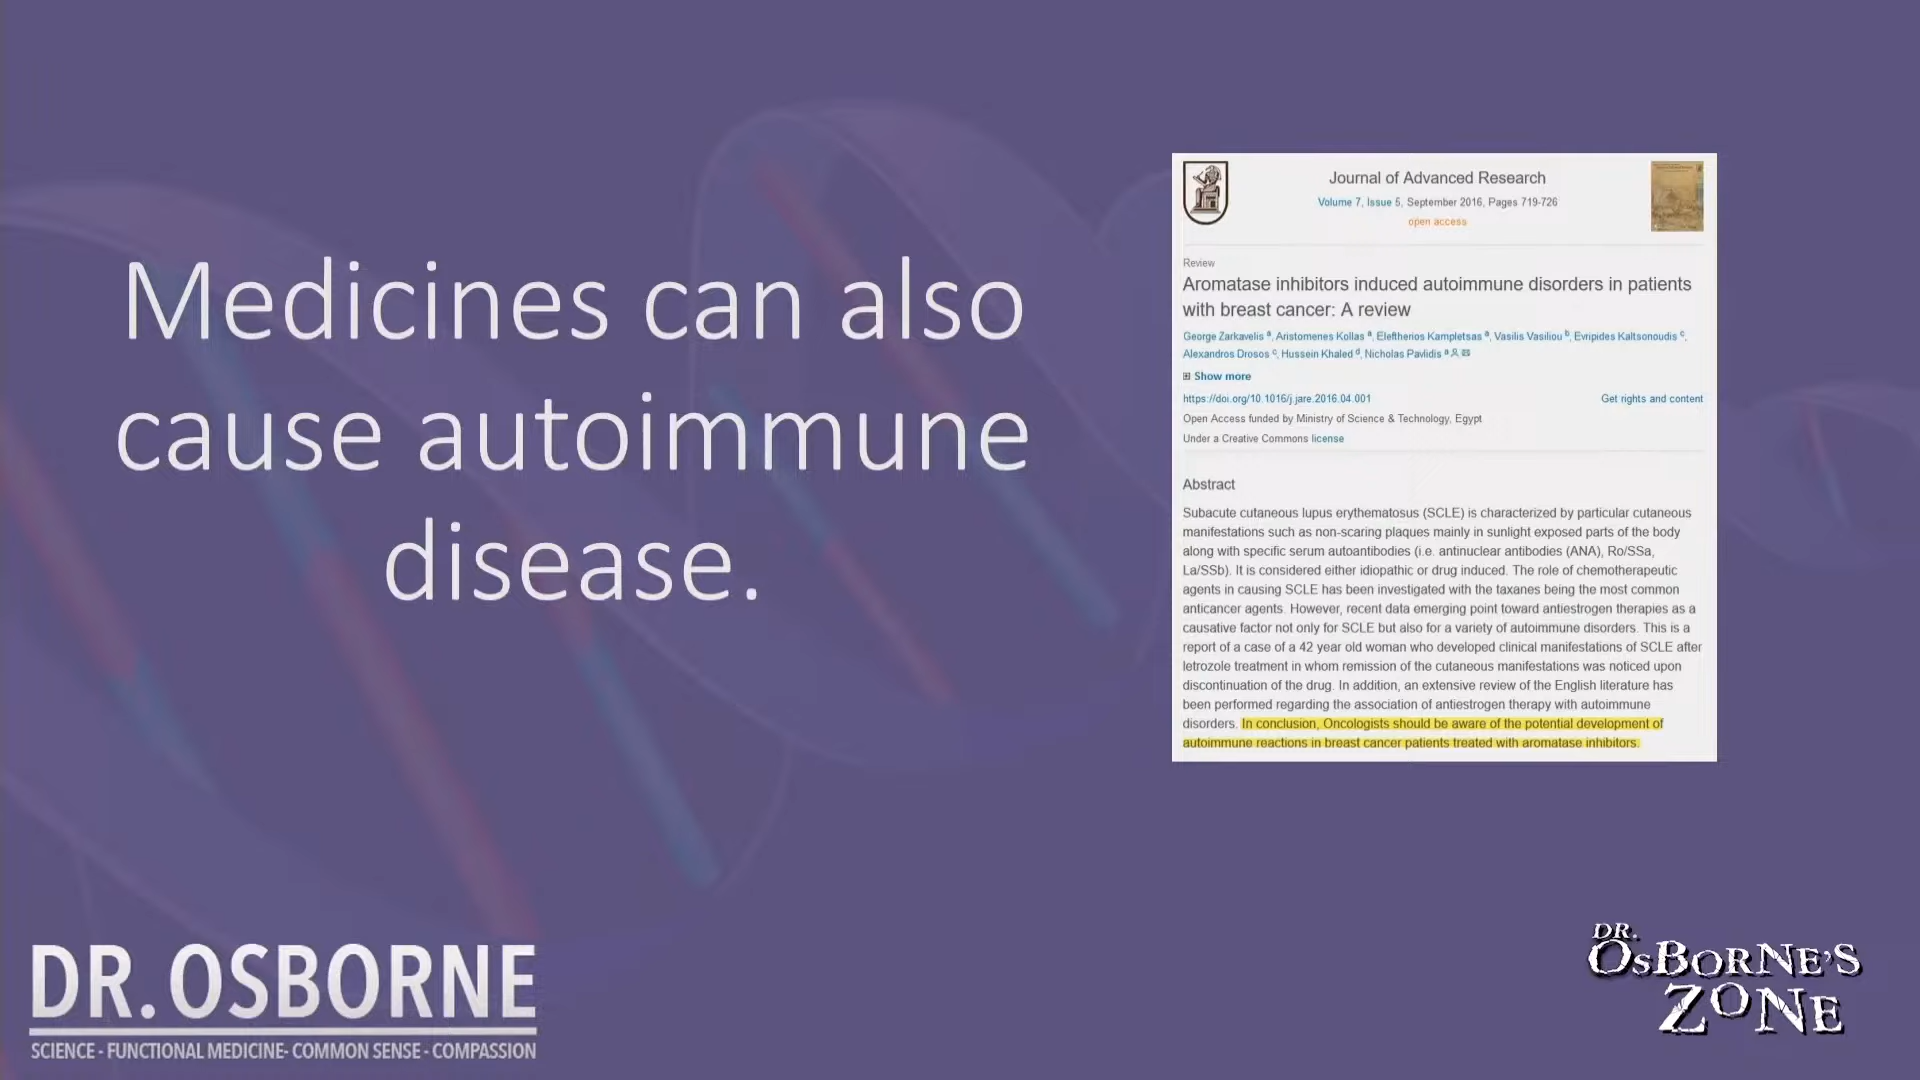 Medicines can also
cause autoimmune
disease.
Journal of Advanced Research
Volume 7, Issue 5, September 2016, Pages 719-726
open access
Review
Aromatase inhibitors induced autoimmune disorders in patients
with breast cancer: A review
George Zarkavelis a, Aristomenes Kollas a, Eleftherios Kampletsas a, Vasilis Vasiliou b, Evripides Kaltsonoudis c,
Alexandros Drosos c, Hussein Khaled d, Nicholas Pavlidis a
Show more
https://doi.org/10.1016/j.jare.2016.04.001 Get rights and content
Open Access funded by Ministry of Science & Technology, Egypt
Under a Creative Commons license
Abstract
Subacute cutaneous lupus erythematosus (SCLE) is characterized by particular cutaneous
manifestations such as non-scaring plaques mainly in sunlight exposed parts of the body
along with specific serum autoantibodies (i.e. antinuclear antibodies (ANA), Ro/SSa,
La/SSb). It is considered either idiopathic or drug induced. The role of chemotherapeutic
agents in causing SCLE has been investigated with the taxanes being the most common
anticancer agents. However, recent data emerging point toward antiestrogen therapies as a
causative factor not only for SCLE but also for a variety of autoimmune disorders. This is a
report of a case of a 42 year old woman who developed clinical manifestations of SCLE after
letrozole treatment in whom remission of the cutaneous manifestations was noticed upon
discontinuation of the drug. In addition, an extensive review of the English literature has
been performed regarding the association of antiestrogen therapy with autoimmune
disorders. In conclusion, Oncologists should be aware of the potential development of
autoimmune reactions in breast cancer patients treated with aromatase inhibitors.
DR. OSBORNE
SCIENCE - FUNCTIONAL MEDICINE- COMMON SENSE - COMPASSION
DR.
OSBORNE'S
ZONE